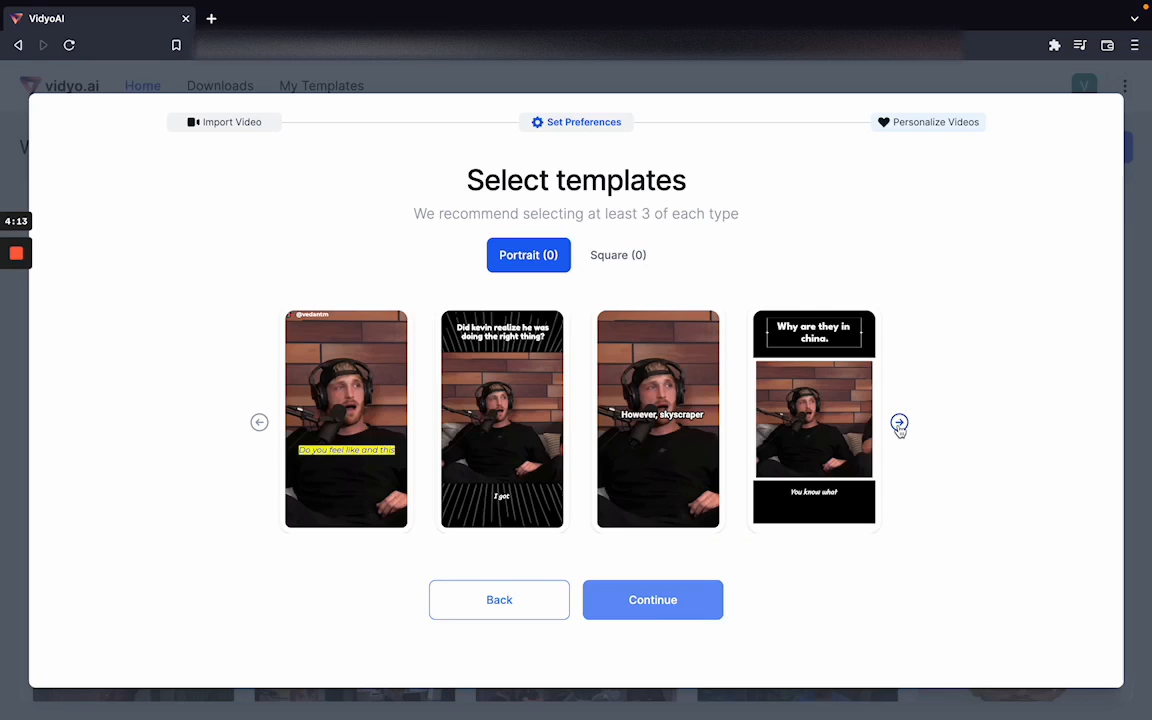 VidyoAI
vidyo.ai
Home
Downloads
My Templates
V
Import Video
Set Preferences
Personalize Videos
Select templates
We recommend selecting at least 3 of each type
4:13
Portrait (0)
Square (0)
@vedantm
Do you feel like and this
Did kevin realize he was
doing the right thing?
I got
However, skyscraper
Why are they in
china.
You know what
Back
Continue